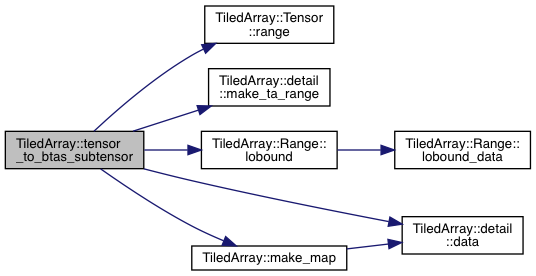 TiledArray::Tensor
::range
TiledArray::detail
::make_ta_range
TiledArray::tensor
_to_btas_subtensor
TiledArray::Range::
lobound
TiledArray::Range::
lobound_data
TiledArray::detail
::data
TiledArray::make_map